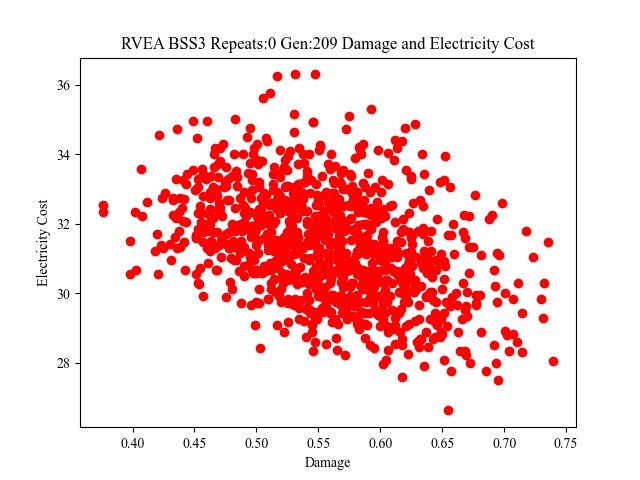 RVEA BSS3 Repeats:0 Gen:209 Damage and Electricity Cost
36
34
32
30
28
Electricity Cost
0.40 0.45 0.50 0.55 0.60 0.65 0.70 0.75
Damage